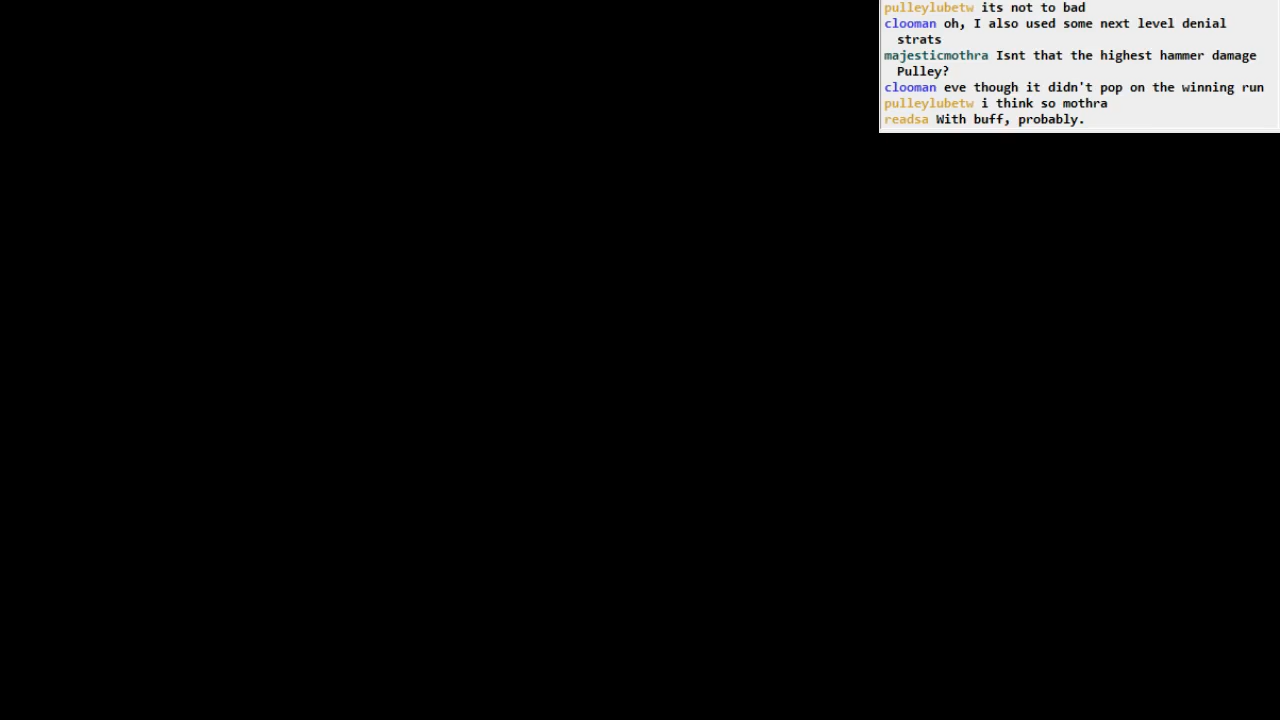 pulleylubetw its not to bad
clooman oh, I also used some next level denial
strats
majesticmothra Isnt that the highest hammer damage
Pulley?
clooman eve though it didn't pop on the winning run
pulleylubetw i think so mothra
readsa With buff, probably.